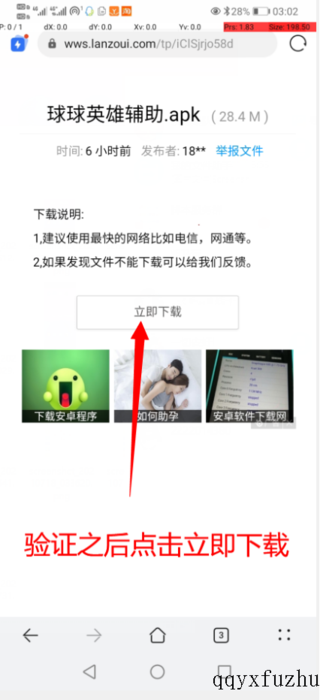 28% 03:02
P: 0 / 1 dX: 0.0 dY: 0.0 Xv: 0.0 Yv: 0.0 Prs: 1.83 Size: 198.50
wws.lanzoui.com/tp/iCISjrjo58d
球球英雄辅助.apk ( 28.4 M )
时间: 6 小时前 发布者: 18** 举报文件
下载说明:
1,建议使用最快的网络比如电信，网通等。
2,如果发现文件不能下载可以给我们反馈。
立即下载
下载安卓程序 如何助孕 安卓软件下载网
验证之后点击立即下载
3
qqyxfuzhu